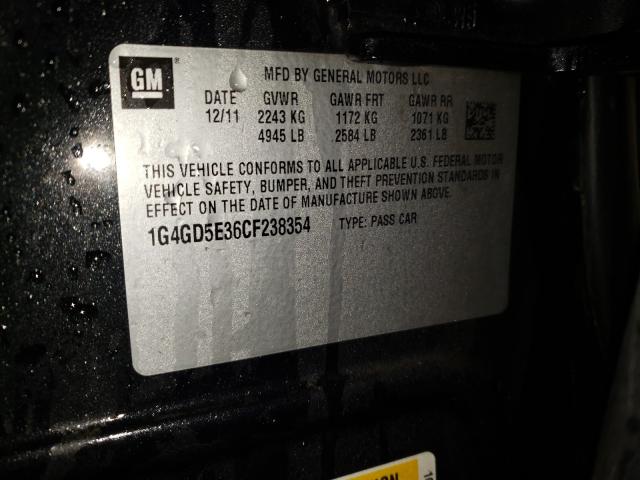 GM
MFD BY GENERAL MOTORS LLC
DATE GVWR GAWR FRT GAWR RR
12/11 2243 KG 1172 KG 1071 KG
4945 LB 2584 LB 2361 LB
THIS VEHICLE CONFORMS TO ALL APPLICABLE U.S. FEDERAL MOTOR
VEHICLE SAFETY, BUMPER, AND THEFT PREVENTION STANDARDS IN
EFFECT ON THE DATE OF MANUFACTURE SHOWN ABOVE.
1G4GD5E36CF238354 TYPE: PASS CAR